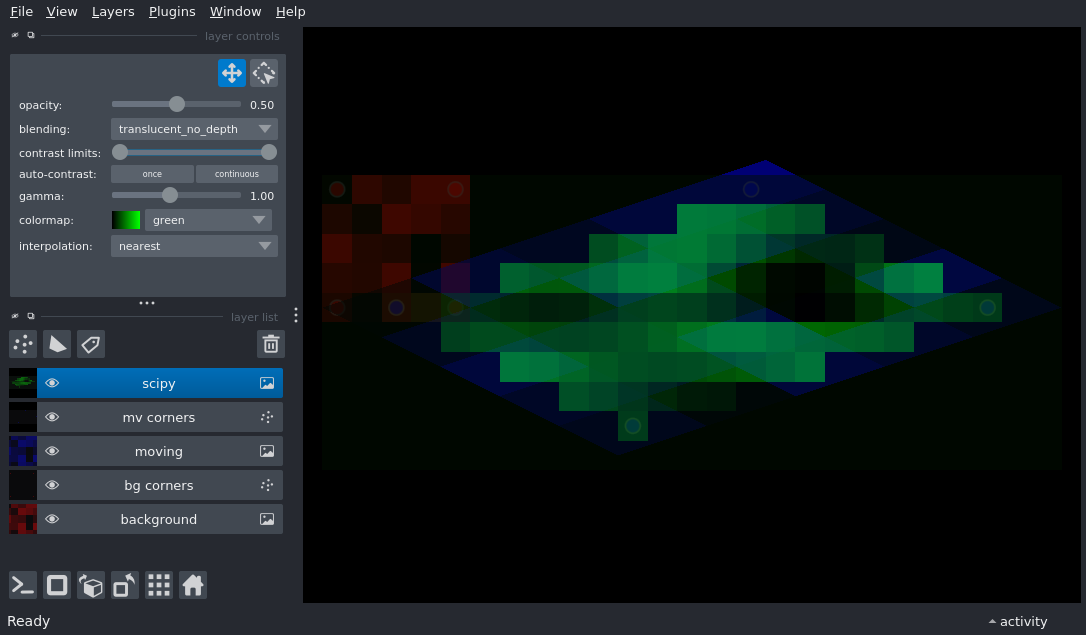 File View Layers Plugins Window Help
layer controls
opacity: 0.50
blending: translucent_no_depth
contrast limits:
auto-contrast: once continuous
gamma: 1.00
colormap: green
interpolation: nearest
layer list
scipy
mv corners
moving
bg corners
background
Ready
activity